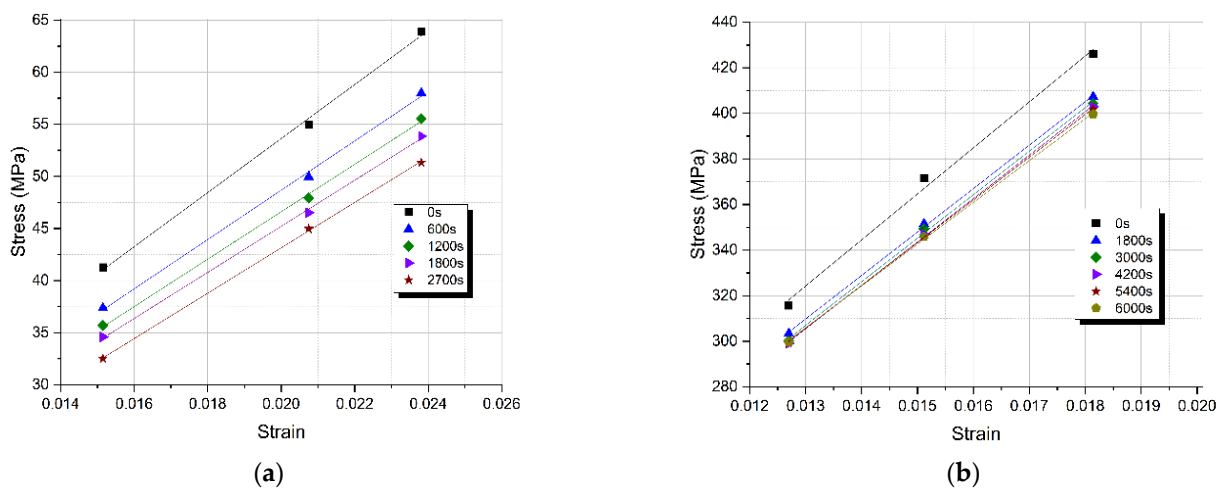 65
60
55
50
45
40
35
30
Stress (MPa)
0s
600s
1200s
1800s
2700s
0.014 0.016 0.018 0.020 0.022 0.024 0.026
Strain
(a)
440
420
400
380
360
340
320
300
280
Stress (MPa)
0s
1800s
3000s
4200s
5400s
6000s
0.012 0.013 0.014 0.015 0.016 0.017 0.018 0.019 0.020
Strain
(b)